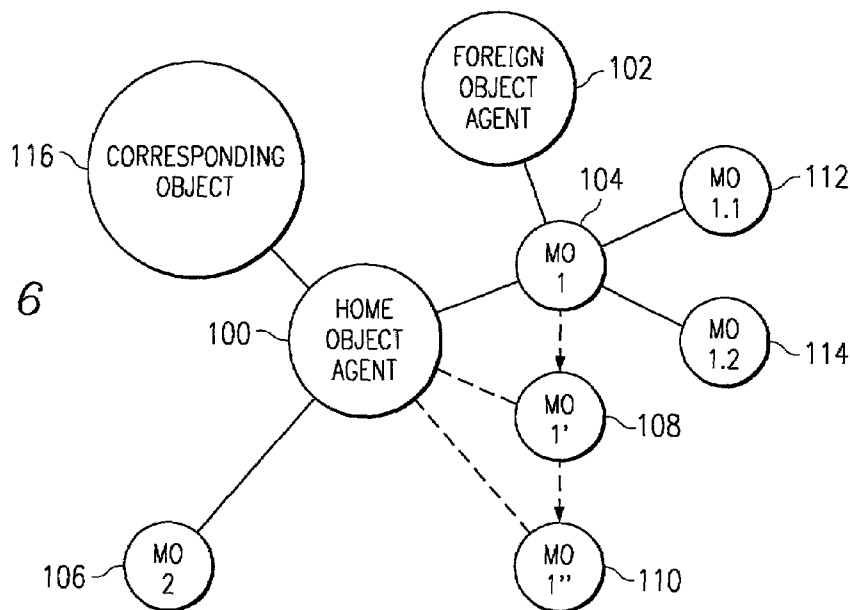 FOREIGN
OBJECT
AGENT
102
116
CORRESPONDING
OBJECT
104
MO
1.1
112
MO
1
6
HOME
OBJECT
AGENT
100
MO
1.2
114
MO
1'
108
MO
2
106
MO
1"
110